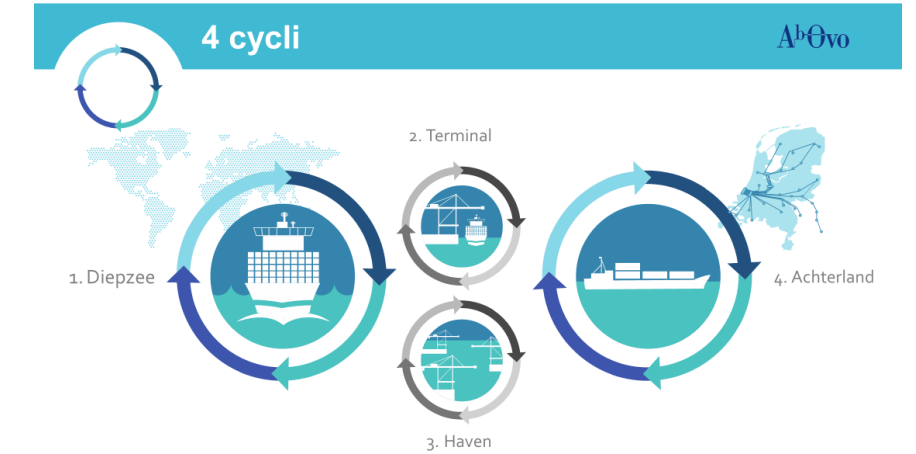 4 cycli
AbOvo
2. Terminal
1. Diepzee
4. Achterland
3. Haven